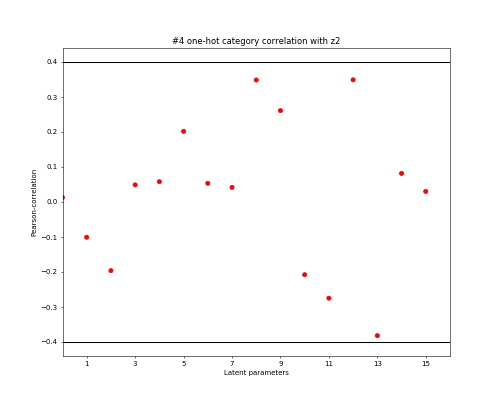 #4 one-hot category correlation with z2
0.4
0.3
0.2
0.1
0.0
−0.1
−0.2
−0.3
−0.4
Pearson-correlation
1 3 5 7 9 11 13 15
Latent parameters